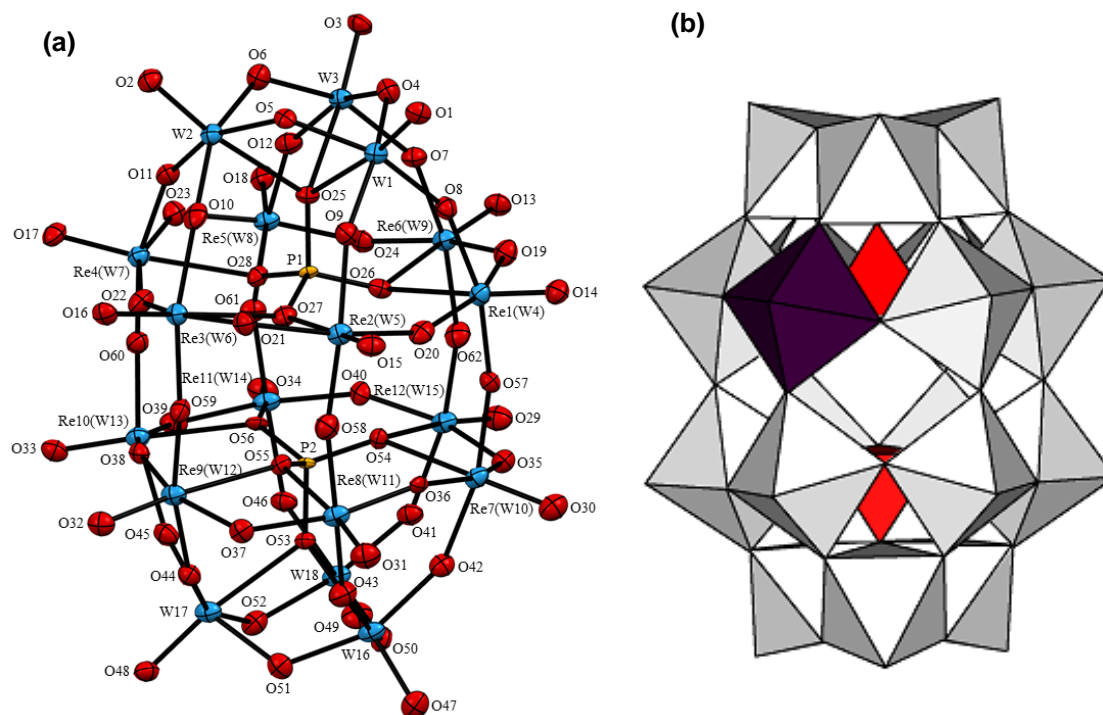 (a)
(b)
O3
O6
W3
O4
O2
O5
O1
W2
O12
O7
W1
O11
O18
O25
O8
O23
O10
O9
O13
O17
Re5(W8)
Re6(W9)
O24
O19
Re4(W7)
O28
P1
O26
O22
O61
O27
Re1(W4)
O14
O16
Re3(W6)
O21
Re2(W5)
O15
O20
O62
O60
O40
O57
Re11(W14)
O34
Re12(W15)
O59
O58
O29
Re10(W13)
O39
O56
P2
O54
O33
O38
O55
O35
Re9(W12)
Re8(W11)
O36
O46
Re7(W10)
O30
O32
O45
O37
O41
O53
O31
O44
W18
O43
O42
W17
O52
O49
O50
W16
O48
O51
O47